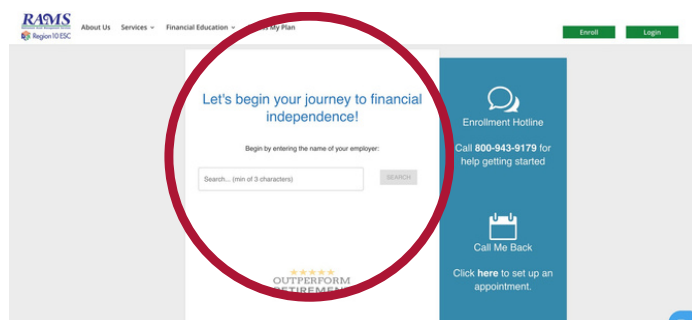 RAMS
Region 10 ESC
About Us
Services
Financial Education
My Plan
Enroll
Login
Let's begin your journey to financial
independence!
Begin by entering the name of your employer:
Search... (min of 3 characters)
SEARCH
OUTPERFORM
RETIREMENT
Enrollment Hotline
Call 800-943-9179 for
help getting started
Call Me Back
Click here to set up an
appointment.